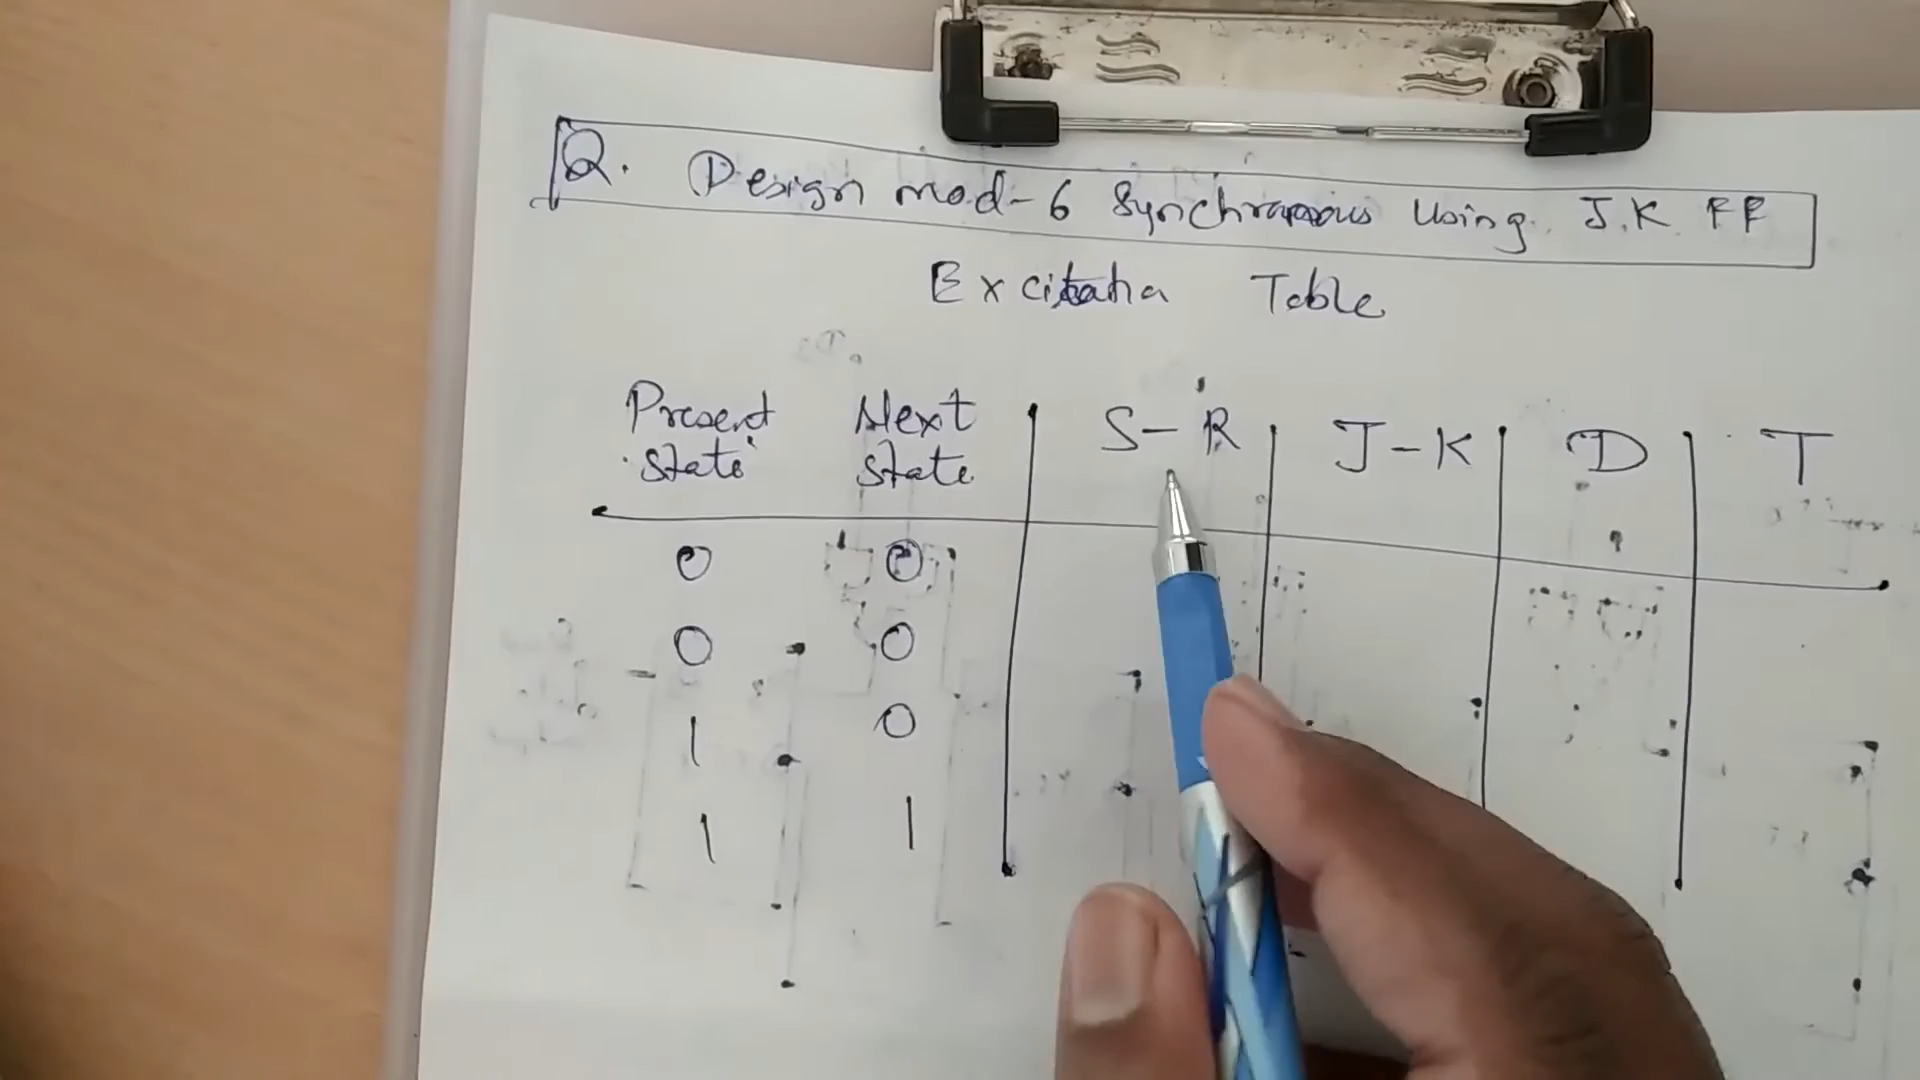 Q. Design mod-6 Synchronous Using J.K FF
Excitation Table
Present state Next state S-R J-K D T
0 0
0 0
1 0
1 1